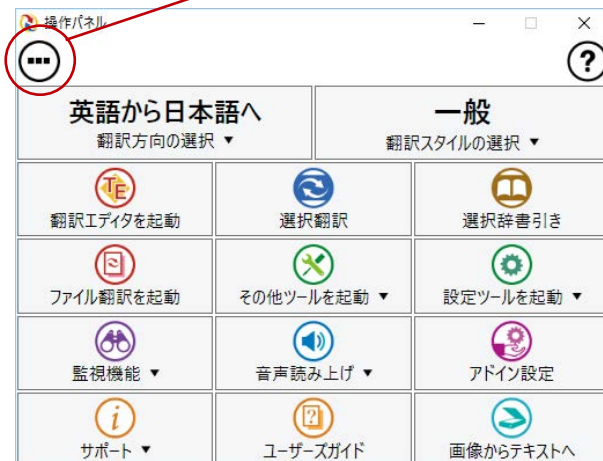 操作パネル
英語から日本語へ
翻訳方向の選択 ▼
一般
翻訳スタイルの選択 ▼
TE
翻訳エディタを起動
選択翻訳
選択辞書引き
ファイル翻訳を起動
その他ツールを起動 ▼
設定ツールを起動 ▼
監視機能 ▼
音声読み上げ ▼
アドイン設定
i
サポート ▼
?
ユーザーズガイド
画像からテキストへ